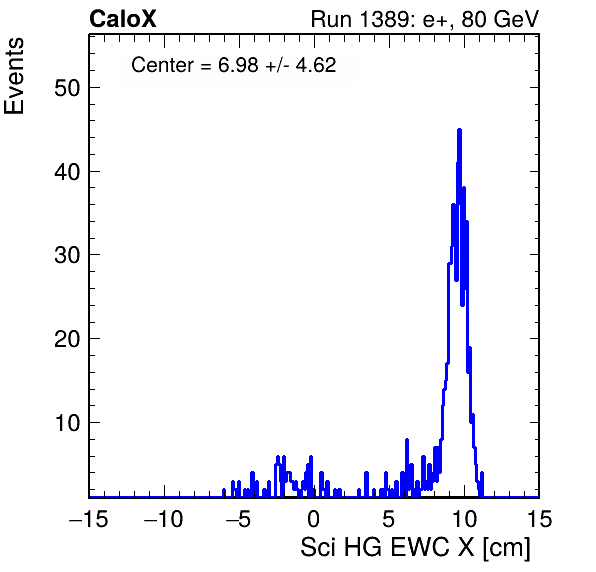 CaloX Run 1389: e+, 80 GeV
Center = 6.98 +/- 4.62
Events
50
40
30
20
10
−15 −10 −5 0 5 10 15
Sci HG EWC X [cm]